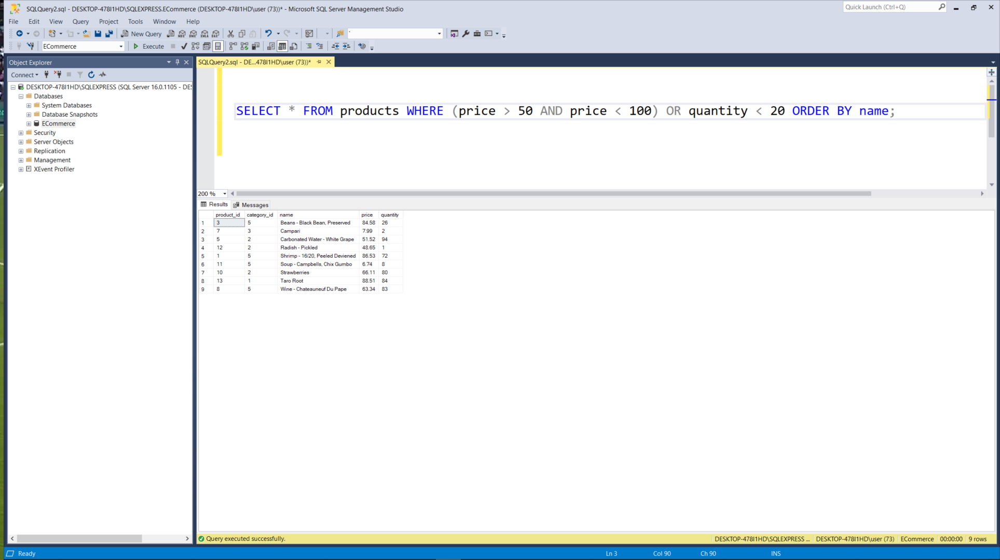 SQLQuery2.sql - DESKTOP-478I1HD\SQLEXPRESS.ECommerce (DESKTOP-478I1HD\user (73))* - Microsoft SQL Server Management Studio
Quick Launch (Ctrl+Q)
File Edit View Query Project Tools Window Help
New Query
ECommerce Execute
Object Explorer
Connect
DESKTOP-478I1HD\SQLEXPRESS (SQL Server 16.0.1105 - DES
Databases
System Databases
Database Snapshots
ECommerce
Security
Server Objects
Replication
Management
XEvent Profiler
SQLQuery2.sql - DE...478I1HD\user (73))*
SELECT * FROM products WHERE (price > 50 AND price < 100) OR quantity < 20 ORDER BY name;
200 %
Results Messages
product_id category_id name price quantity
1 3 5 Beans - Black Bean, Preserved 84.58 26
2 7 3 Campari 7.99 2
3 5 2 Carbonated Water - White Grape 51.52 94
4 12 2 Radish - Pickled 48.65 1
5 1 5 Shrimp - 16/20, Peeled Deviened 86.53 72
6 11 5 Soup - Campbells, Chix Gumbo 6.74 8
7 10 2 Strawberries 66.11 80
8 13 1 Taro Root 88.51 84
9 8 5 Wine - Chateauneuf Du Pape 63.34 83
Query executed successfully.
DESKTOP-478I1HD\SQLEXPRESS ... DESKTOP-478I1HD\user (73) ECommerce 00:00:00 9 rows
Ready
Ln 3 Col 90 Ch 90 INS